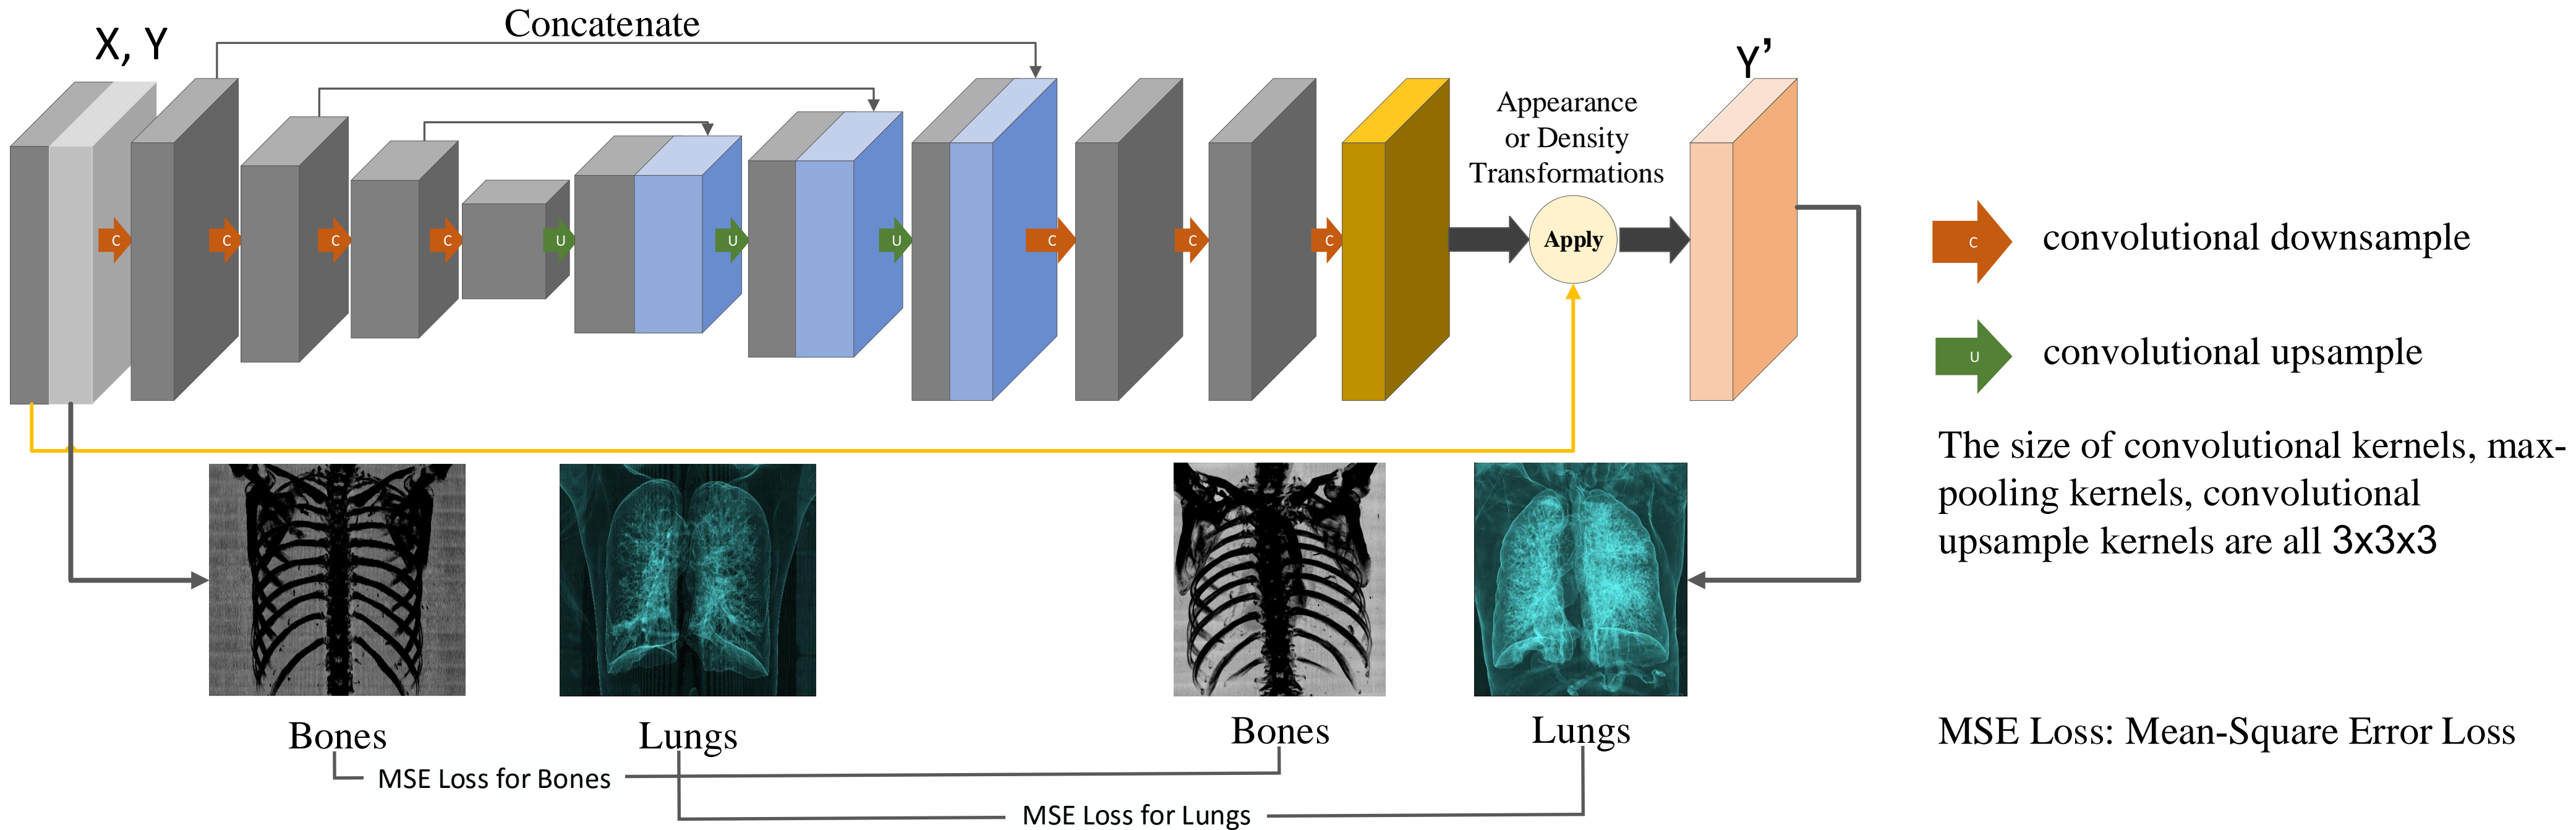 Concatenate
X, Y
Y’
Appearance
or Density
Transformations
C
C
C
C
U
U
U
C
C
C
Apply
C
convolutional downsample
U
convolutional upsample
The size of convolutional kernels, max-
pooling kernels, convolutional
upsample kernels are all 3x3x3
Bones
Lungs
Bones
Lungs
MSE Loss: Mean-Square Error Loss
MSE Loss for Bones
MSE Loss for Lungs